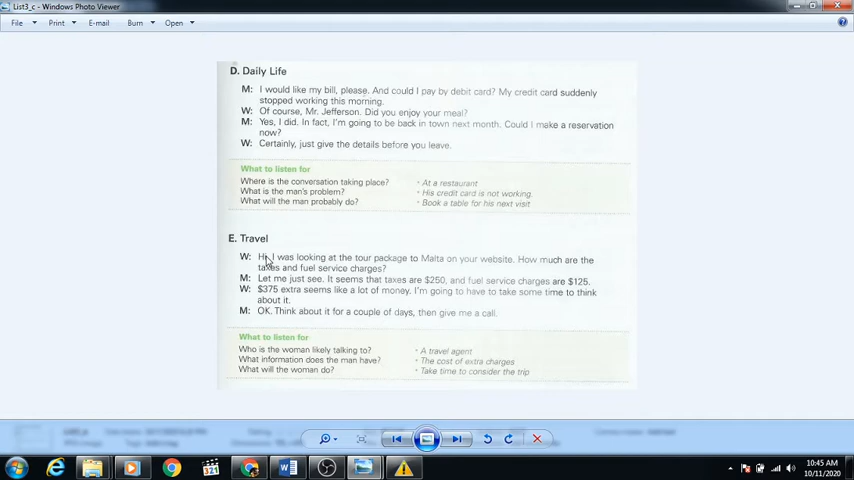 List3_c - Windows Photo Viewer
File Print E-mail Burn Open
D. Daily Life
M: I would like my bill, please. And could I pay by debit card? My credit card suddenly
stopped working this morning.
W: Of course, Mr. Jefferson. Did you enjoy your meal?
M: Yes, I did. In fact, I'm going to be back in town next month. Could I make a reservation
now?
W: Certainly, just give the details before you leave.
What to listen for
Where is the conversation taking place? • At a restaurant
What is the man's problem? • His credit card is not working.
What will the man probably do? • Book a table for his next visit
E. Travel
W: Hi, I was looking at the tour package to Malta on your website. How much are the
taxes and fuel service charges?
M: Let me just see. It seems that taxes are $250, and fuel service charges are $125.
W: $375 extra seems like a lot of money. I'm going to have to take some time to think
about it.
M: OK. Think about it for a couple of days, then give me a call.
What to listen for
Who is the woman likely talking to? • A travel agent
What information does the man have? • The cost of extra charges
What will the woman do? • Take time to consider the trip
321
10:45 AM
10/11/2020